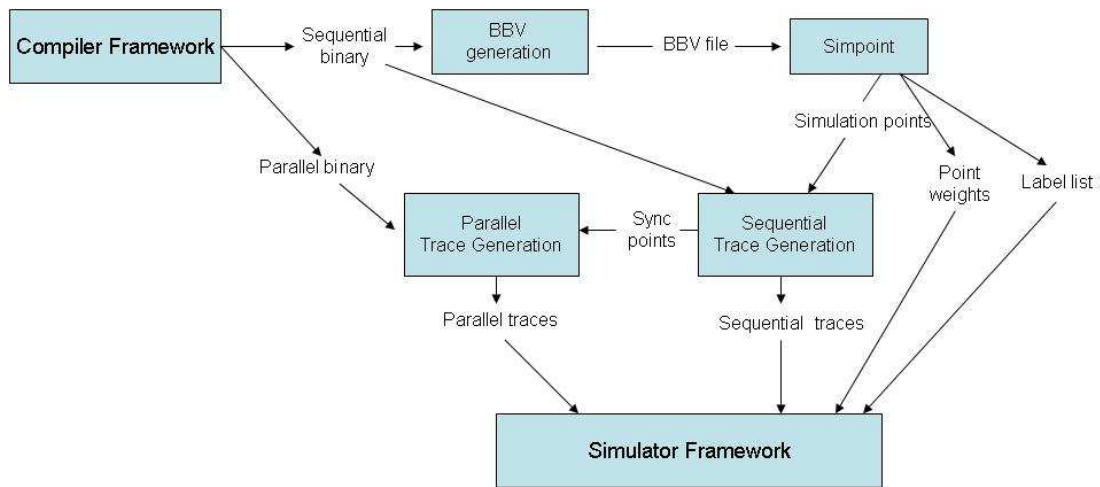 Compiler Framework
Sequential
binary
BBV
generation
BBV file
Simpoint
Simulation points
Parallel binary
Point
weights
Label list
Parallel
Trace Generation
Sync
points
Sequential
Trace Generation
Parallel traces
Sequential traces
Simulator Framework